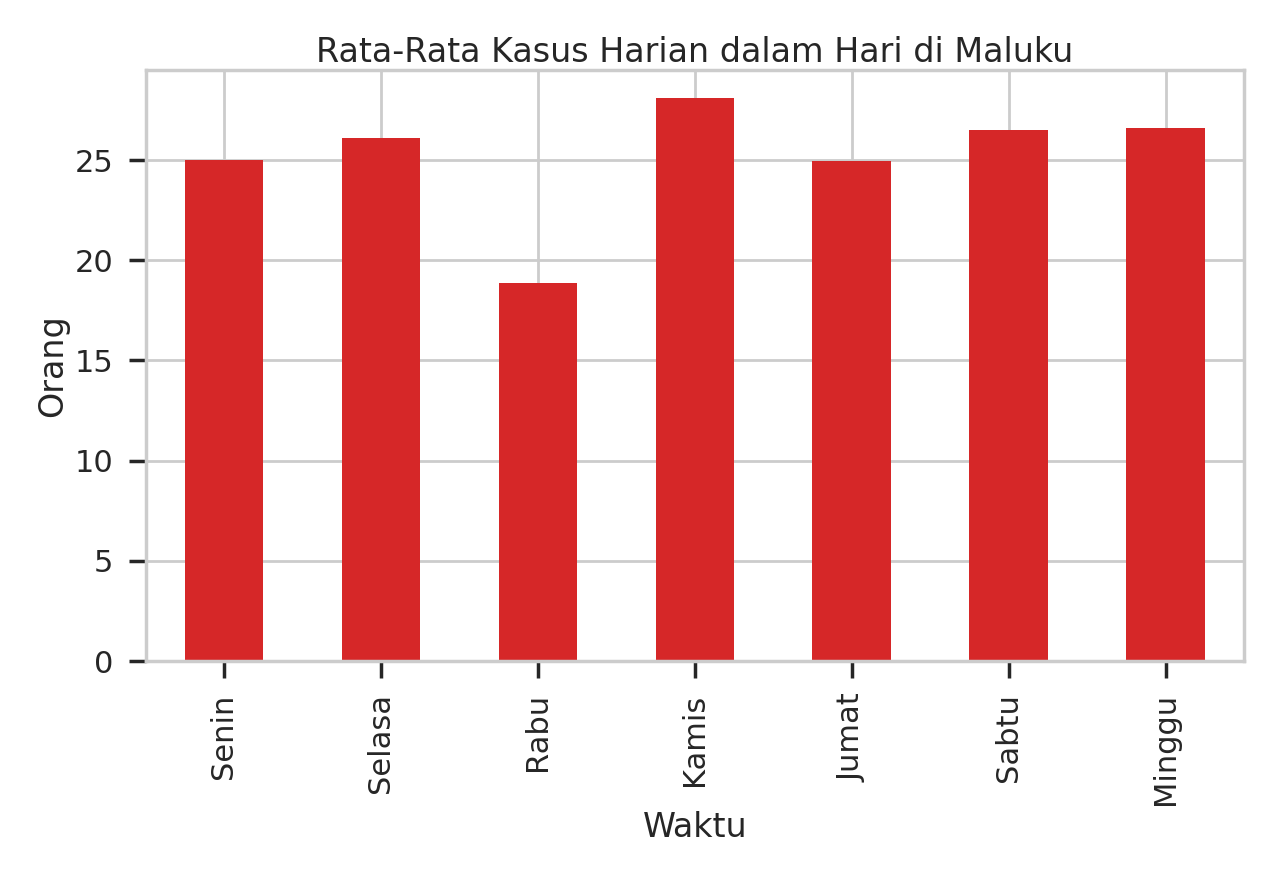 Rata-Rata Kasus Harian dalam Hari di Maluku
Orang
25
20
15
10
5
0
Senin
Selasa
Rabu
Kamis
Jumat
Sabtu
Minggu
Waktu